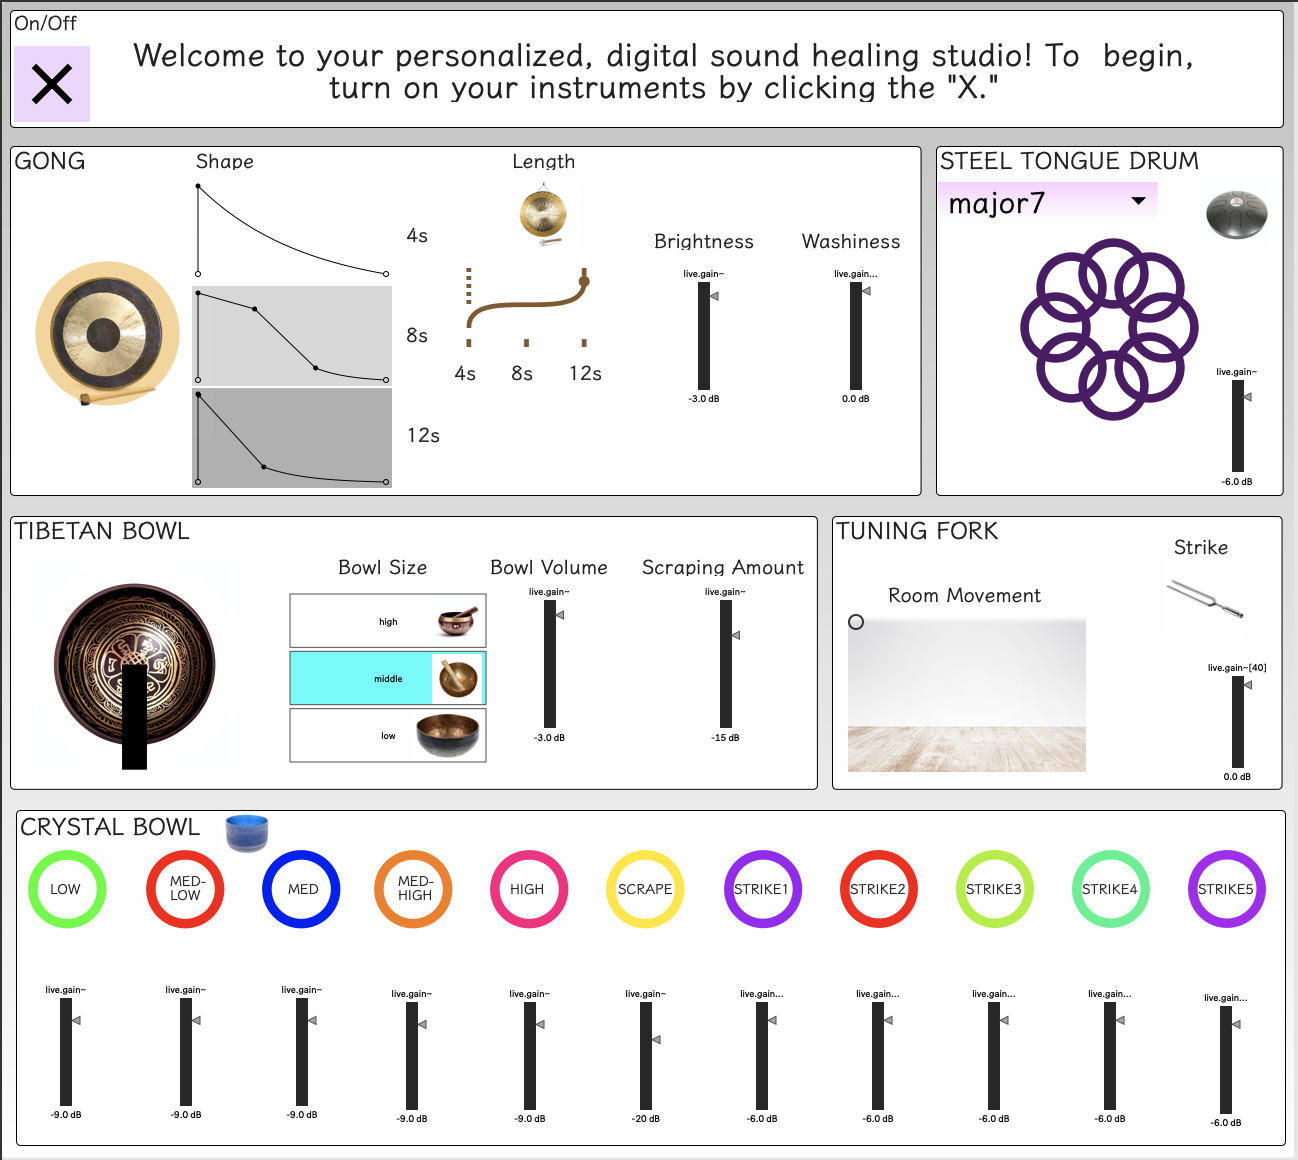 On/Off
Welcome to your personalized, digital sound healing studio! To  begin,
turn on your instruments by clicking the "X."
GONG
Shape
Length
4s
8s
12s
4s
8s
12s
Brightness
live.gain~
-3.0 dB
Washiness
live.gain...
0.0 dB
STEEL TONGUE DRUM
major7
live.gain~
-6.0 dB
TIBETAN BOWL
Bowl Size
high
middle
low
Bowl Volume
live.gain~
-3.0 dB
Scraping Amount
live.gain~
-15 dB
TUNING FORK
Strike
Room Movement
live.gain~[40]
0.0 dB
CRYSTAL BOWL
LOW
MED-
LOW
MED
MED-
HIGH
HIGH
SCRAPE
STRIKE1
STRIKE2
STRIKE3
STRIKE4
STRIKE5
live.gain~
live.gain~
live.gain~
live.gain~
live.gain~
live.gain~
live.gain...
live.gain...
live.gain...
live.gain...
live.gain...
-9.0 dB
-9.0 dB
-9.0 dB
-9.0 dB
-9.0 dB
-20 dB
-6.0 dB
-6.0 dB
-6.0 dB
-6.0 dB
-6.0 dB